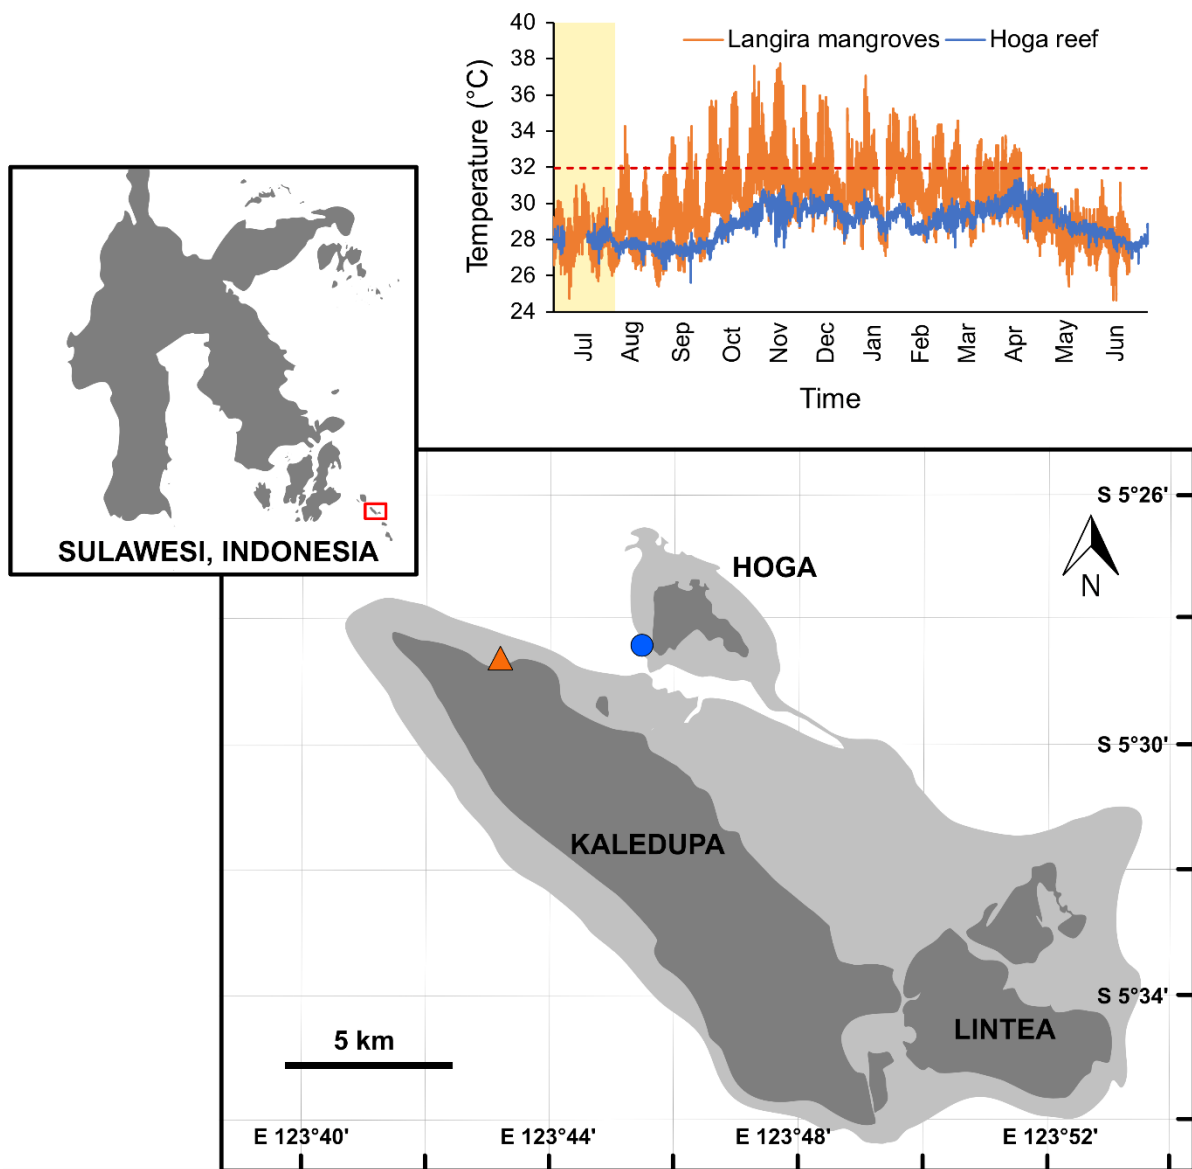 40
38
36
34
32
30
28
26
24
Temperature (°C)
Langira mangroves
Hoga reef
Jul
Aug
Sep
Oct
Nov
Dec
Jan
Feb
Mar
Apr
May
Jun
Time
SULAWESI, INDONESIA
S 5°26'
HOGA
N
S 5°30'
KALEDUPA
S 5°34'
LINTEA
5 km
E 123°40'
E 123°44'
E 123°48'
E 123°52'